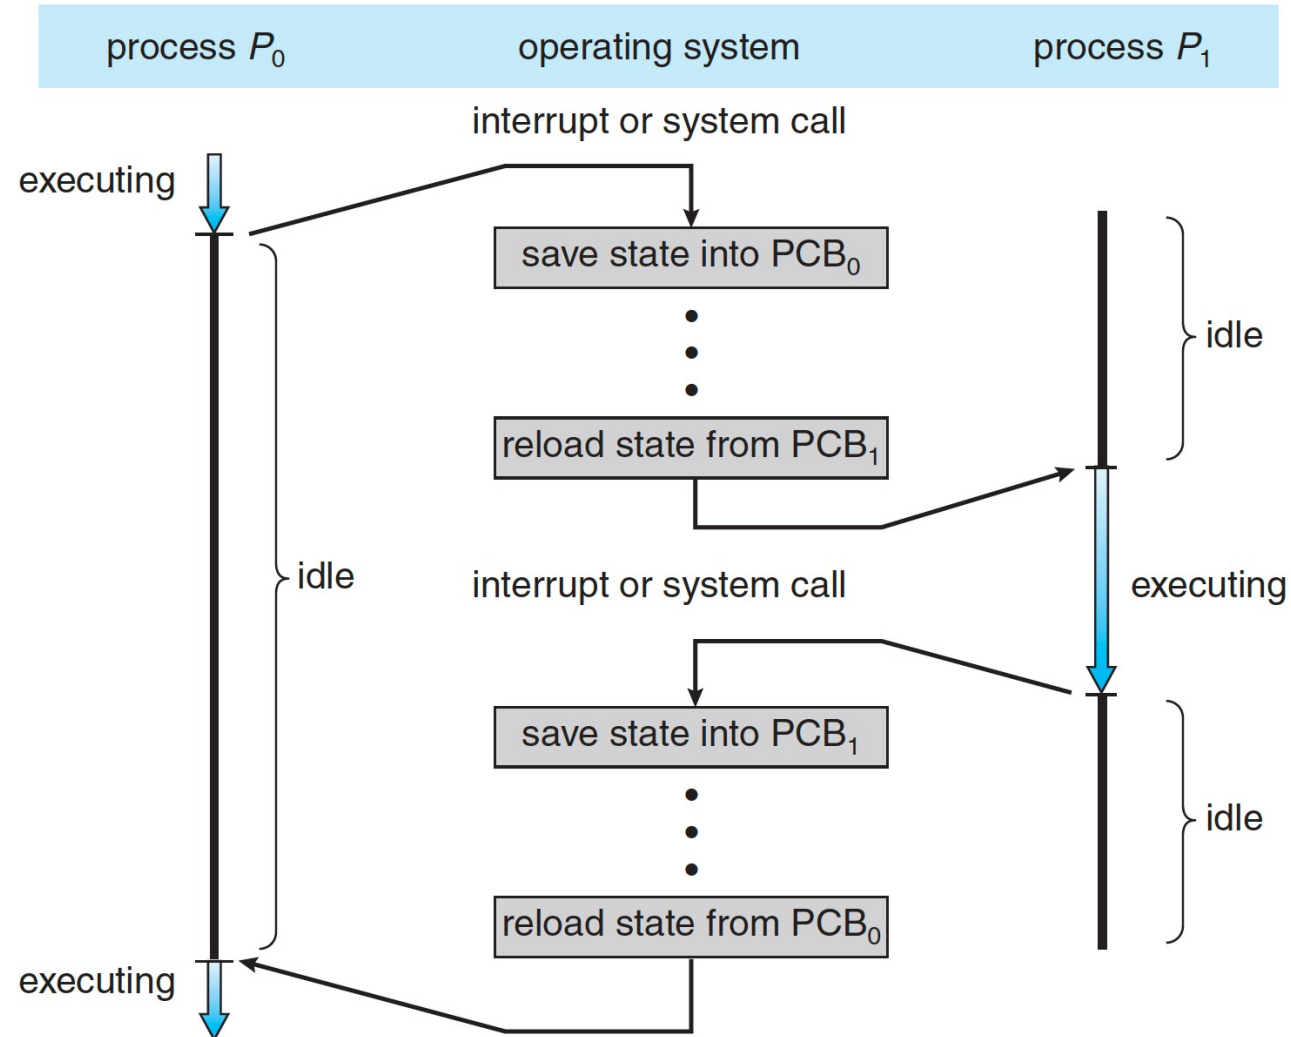 process P₀ operating system process P₁
interrupt or system call
executing
save state into PCB₀
idle
reload state from PCB₁
idle
interrupt or system call
executing
save state into PCB₁
idle
reload state from PCB₀
executing